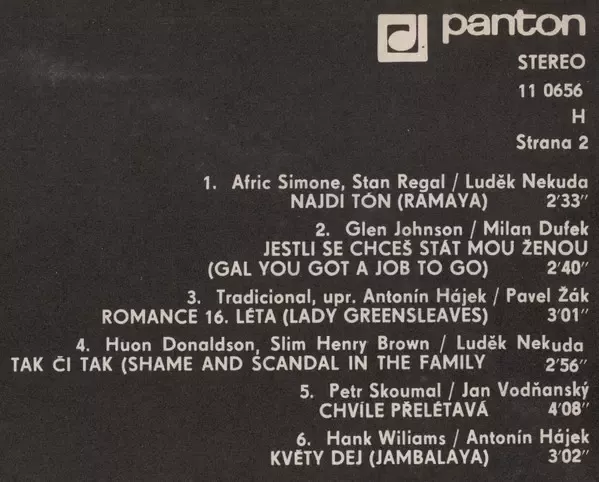 panton
STEREO
11 0656
H
Strana 2
1. Afric Simone, Stan Regal / Luděk Nekuda
NAJDI TÓN (RAMAYA) 2'33"
2. Glen Johnson / Milan Dufek
JESTLI SE CHCEŠ STÁT MOU ŽENOU
(GAL YOU GOT A JOB TO GO) 2'40"
3. Tradicional, upr. Antonín Hájek / Pavel Žák
ROMANCE 16. LÉTA (LADY GREENSLEAVES) 3'01"
4. Huon Donaldson, Slim Henry Brown / Luděk Nekuda
TAK ČI TAK (SHAME AND SCANDAL IN THE FAMILY 2'56"
5. Petr Skoumal / Jan Vodňanský
CHVÍLE PŘELÉTAVÁ 4'08"
6. Hank Wiliams / Antonín Hájek
KVĚTY DEJ (JAMBALAYA) 3'02"